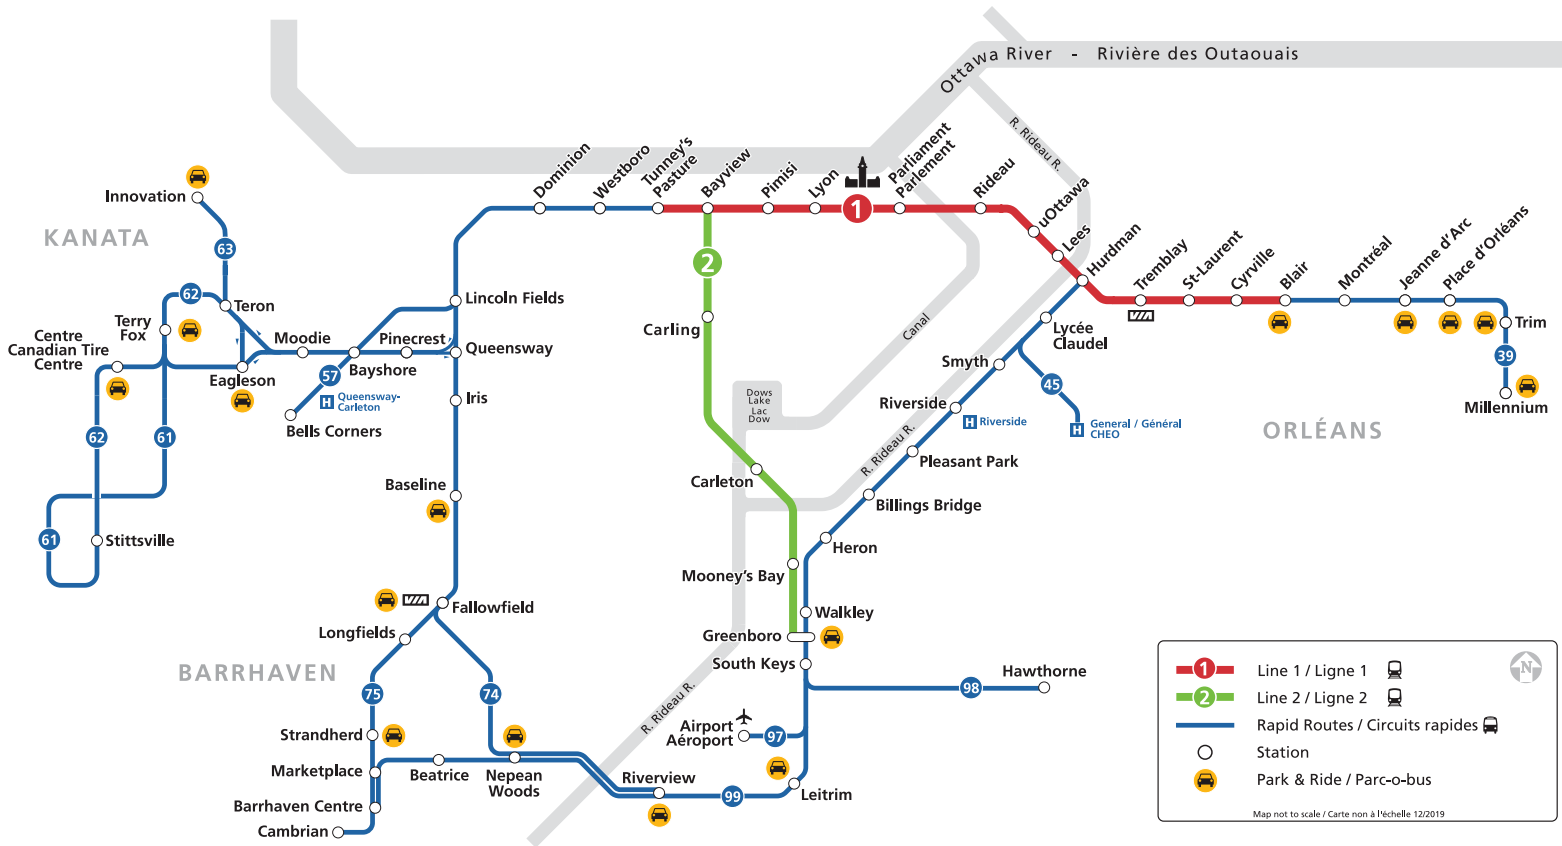 Ottawa River - Rivière des Outaouais
R. Rideau R.
Innovation
KANATA
63
62
Teron
Terry
Fox
Centre
Canadian Tire
Centre
Eagleson
Moodie
Bayshore
Pinecrest
Lincoln Fields
Queensway
57
H Queensway-
Carleton
Bells Corners
Iris
62
61
61
Stittsville
Baseline
VIA
Fallowfield
Longfields
BARRHAVEN
75
74
Strandherd
Marketplace
Barrhaven Centre
Cambrian
Beatrice
Nepean
Woods
Riverview
99
Leitrim
Dominion
Westboro
Tunney's
Pasture
Bayview
Pimisi
Lyon
1
Parliament
Parlement
Rideau
uOttawa
Lees
Hurdman
Tremblay
VIA
St-Laurent
Cyrville
Blair
Montréal
Jeanne d'Arc
Place d'Orléans
Trim
39
Millennium
ORLÉANS
2
Carling
Canal
Dows
Lake
Lac
Dow
Carleton
Mooney's Bay
Greenboro
Lycée
Claudel
Smyth
45
H General / Général
CHEO
Riverside
H Riverside
R. Rideau R.
Pleasant Park
Billings Bridge
Heron
Walkley
South Keys
98
Hawthorne
Airport
Aéroport
97
R. Rideau R.
1 Line 1 / Ligne 1
2 Line 2 / Ligne 2
Rapid Routes / Circuits rapides
Station
Park & Ride / Parc-o-bus
N
Map not to scale / Carte non à l'échelle 12/2019